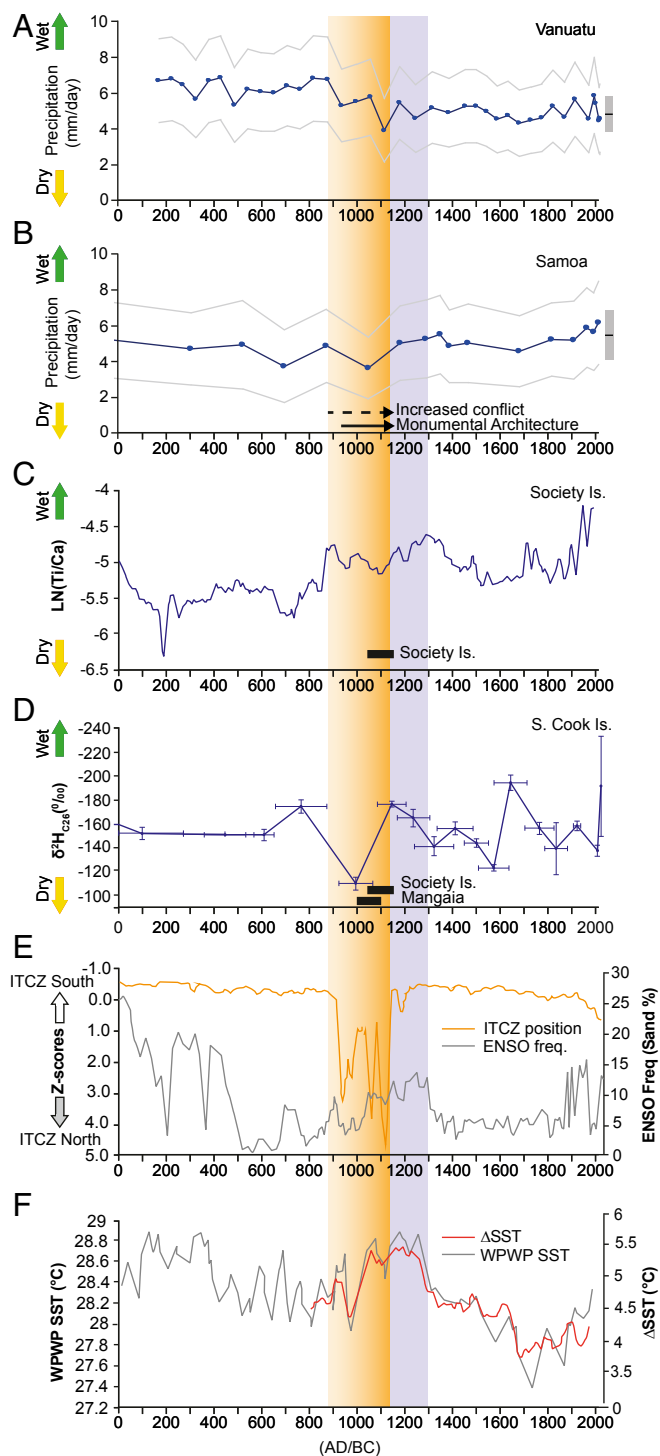 A
Wet
Dry
Precipitation
(mm/day)
10
8
6
4
2
0
Vanuatu
0 200 400 600 800 1000 1200 1400 1600 1800 2000
B
Wet
Dry
Precipitation
(mm/day)
10
8
6
4
2
0
Samoa
Increased conflict
Monumental Architecture
0 200 400 600 800 1000 1200 1400 1600 1800 2000
C
Wet
Dry
LN(Ti/Ca)
-4
-4.5
-5
-5.5
-6
-6.5
Society Is.
Society Is.
0 200 400 600 800 1000 1200 1400 1600 1800 2000
D
Wet
Dry
δ²H_C26(⁰/₀₀)
-240
-220
-200
-180
-160
-140
-120
-100
S. Cook Is.
Society Is.
Mangaia
0 200 400 600 800 1000 1200 1400 1600 1800 2000
E
ITCZ South
Z-scores
ITCZ North
-1.0
0.0
1.0
2.0
3.0
4.0
5.0
ITCZ position
ENSO freq.
30
25
20
15
10
5
0
ENSO Freq (Sand %)
0 200 400 600 800 1000 1200 1400 1600 1800 2000
F
WPWP SST (°C)
29
28.8
28.6
28.4
28.2
28
27.8
27.6
27.4
27.2
ΔSST
WPWP SST
6
5.5
5
4.5
4
3.5
0
ΔSST (°C)
0 200 400 600 800 1000 1200 1400 1600 1800 2000
(AD/BC)